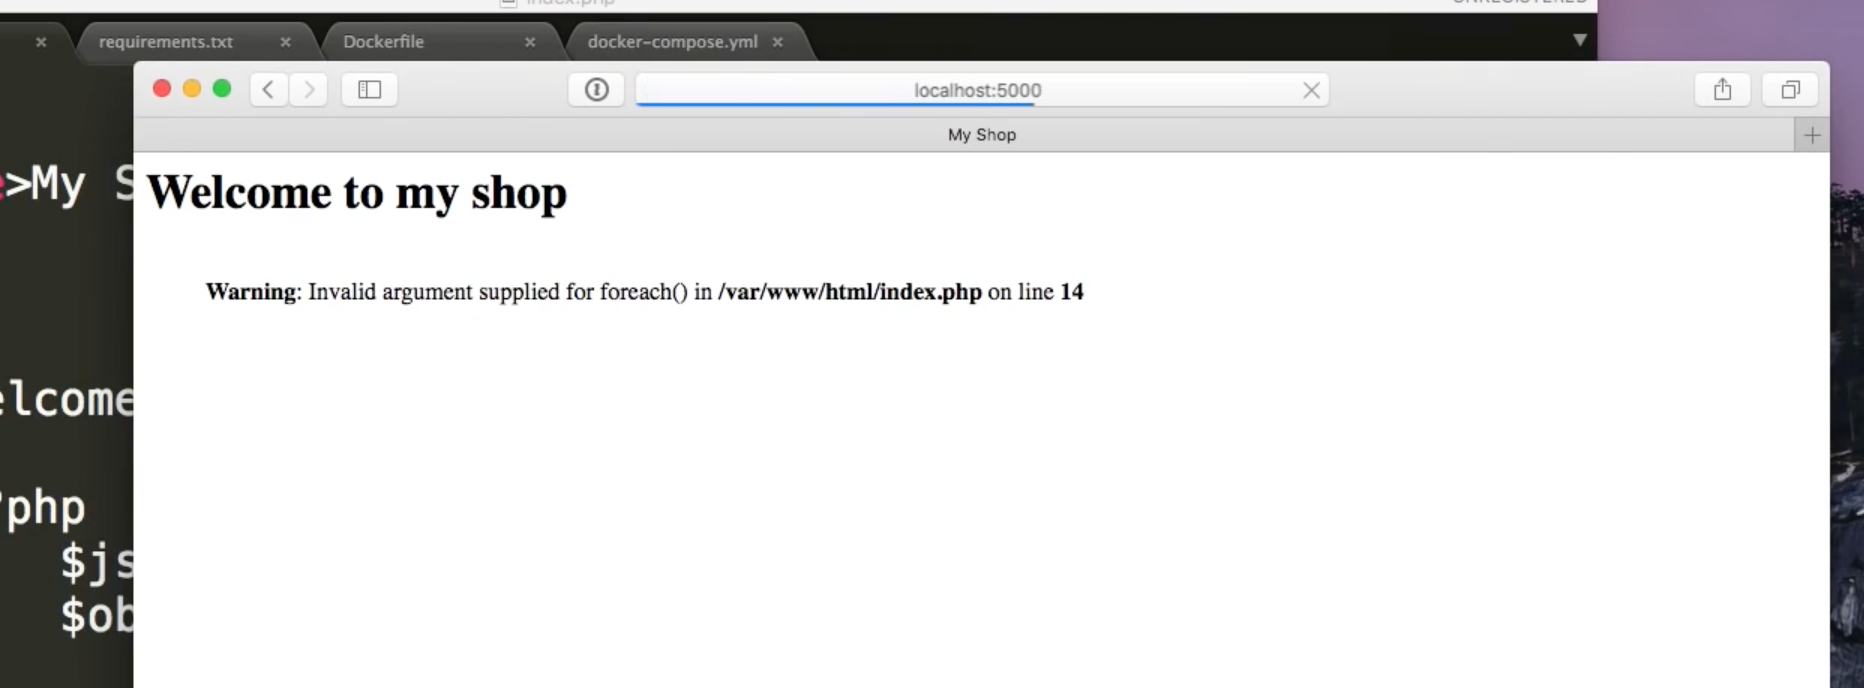 index.php
UNREGISTERED
requirements.txt
Dockerfile
docker-compose.yml
localhost:5000
My Shop
>My S
Welcome to my shop
Warning: Invalid argument supplied for foreach() in /var/www/html/index.php on line 14
elcome
?php
$js
$ob